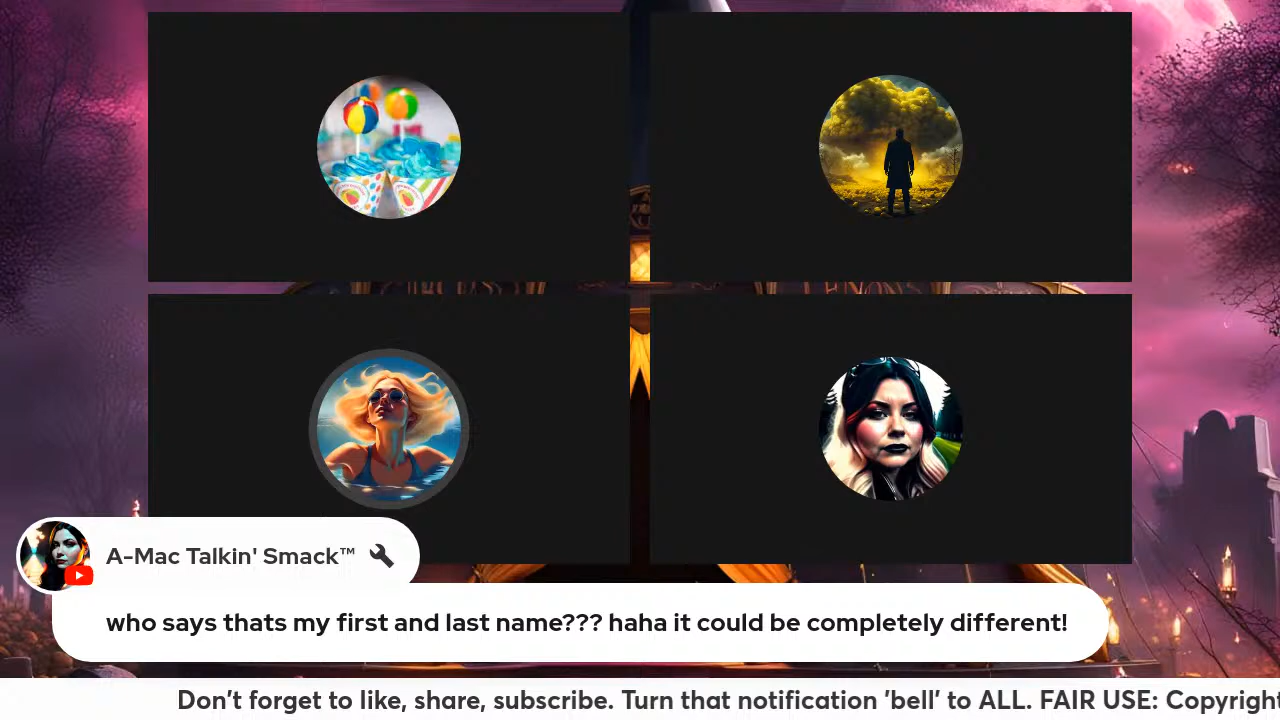 A-Mac Talkin' Smack™
who says thats my first and last name??? haha it could be completely different!
Don't forget to like, share, subscribe. Turn that notification 'bell' to ALL. FAIR USE: Copyright